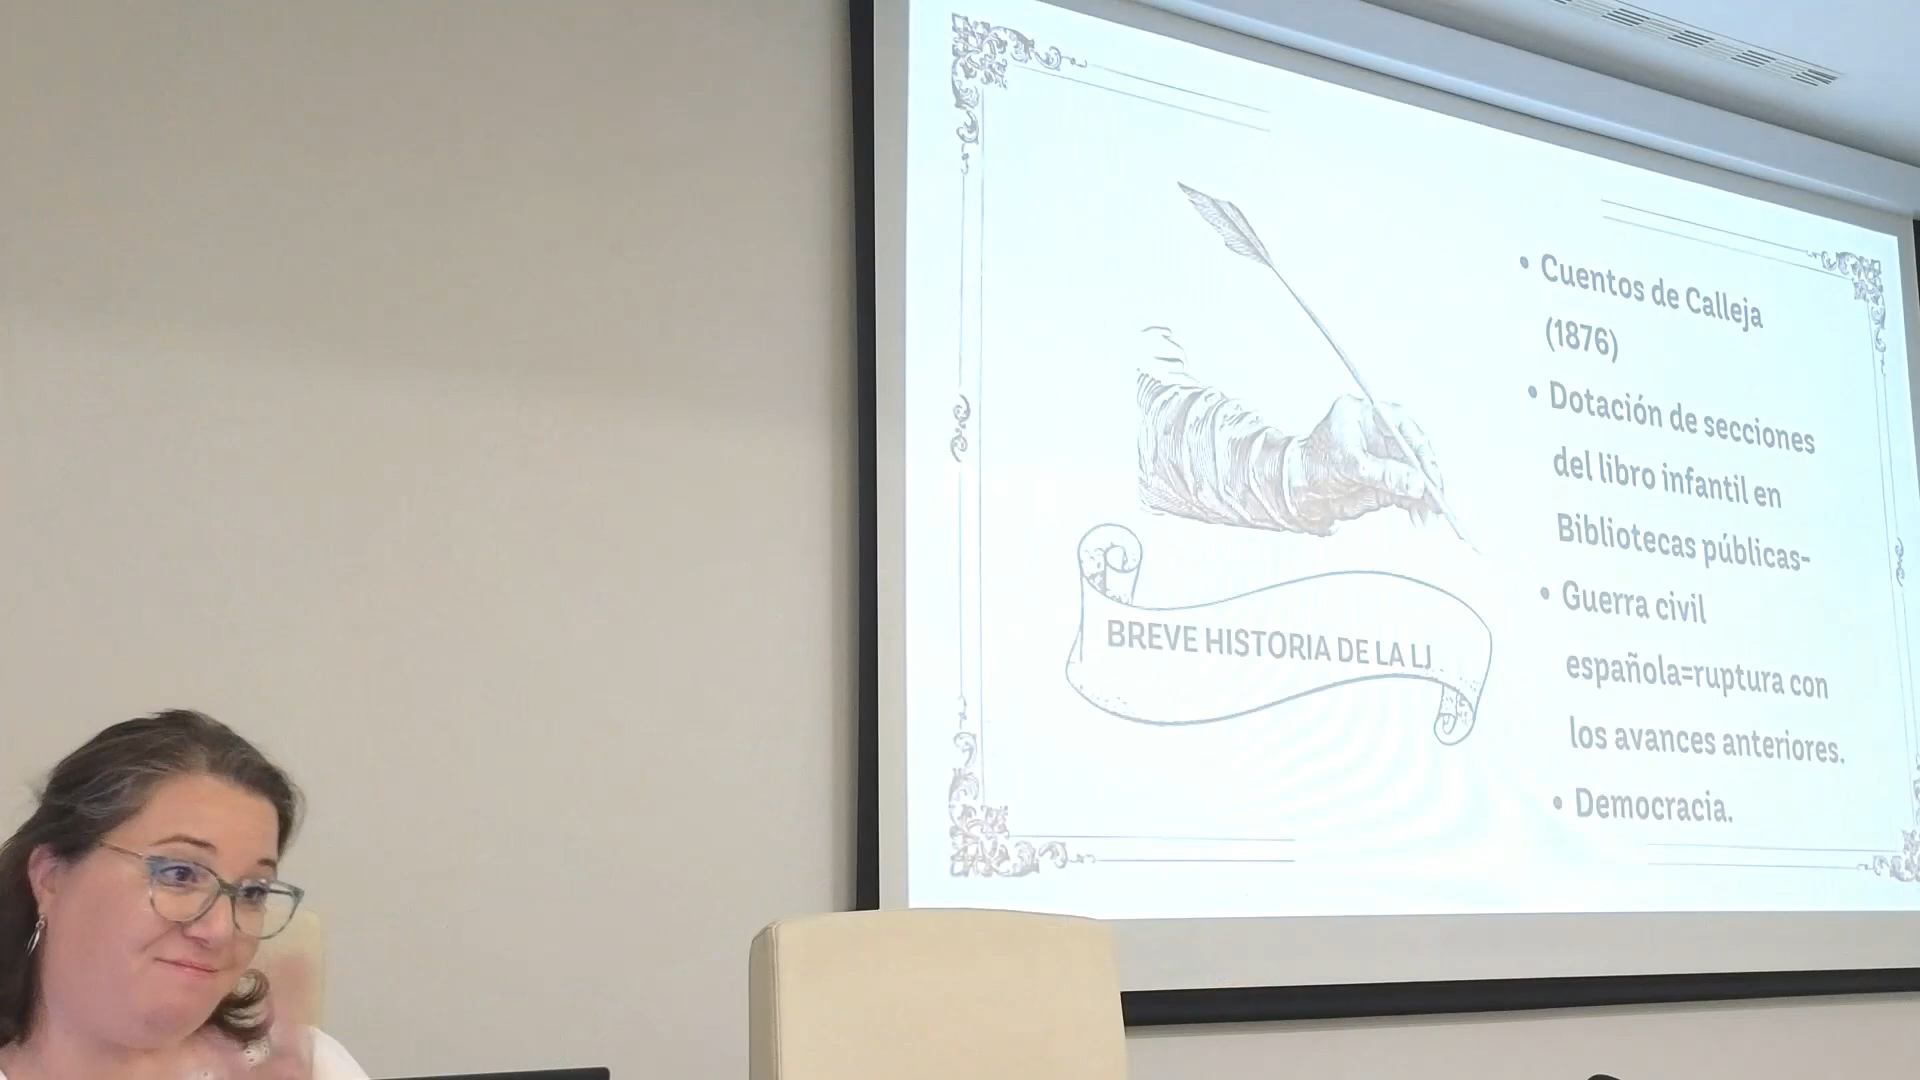 BREVE HISTORIA DE LA LJ
• Cuentos de Calleja
(1876)
• Dotación de secciones
del libro infantil en
Bibliotecas públicas-
• Guerra civil
española=ruptura con
los avances anteriores.
• Democracia.